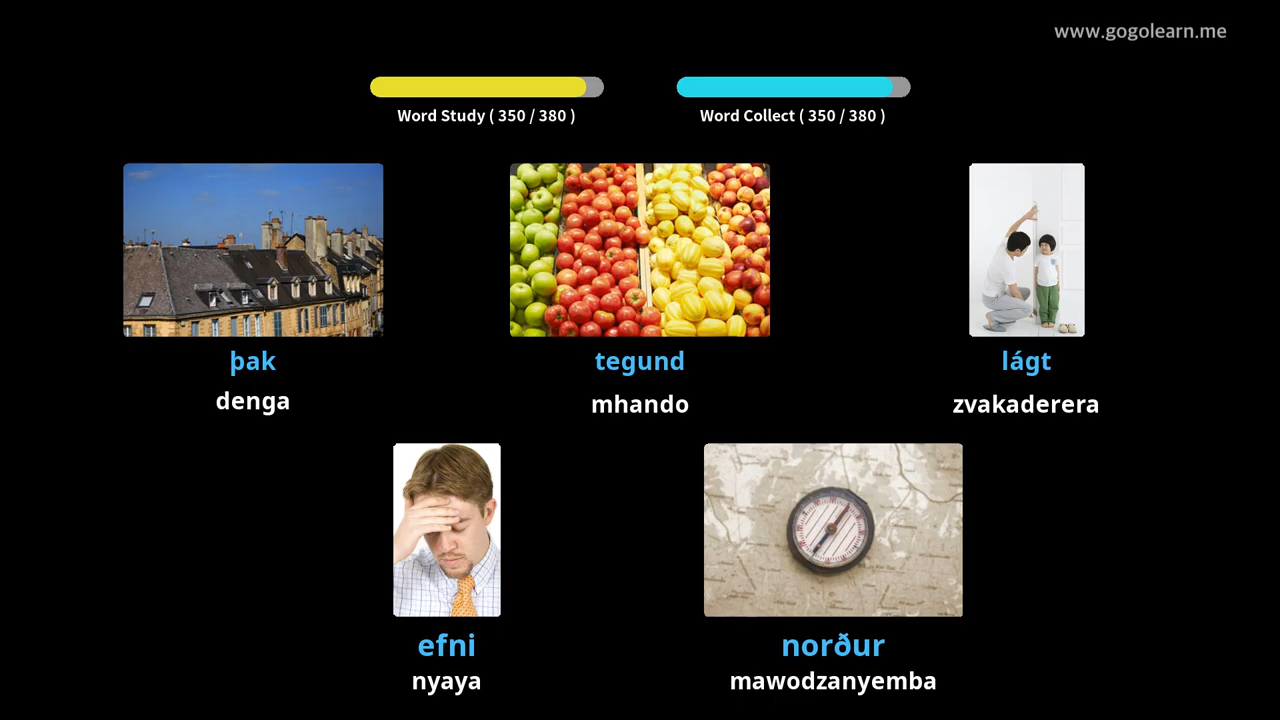 www.gogolearn.me
Word Study ( 350 / 380 )
Word Collect ( 350 / 380 )
þak
denga
tegund
mhando
lágt
zvakaderera
efni
nyaya
norður
mawodzanyemba